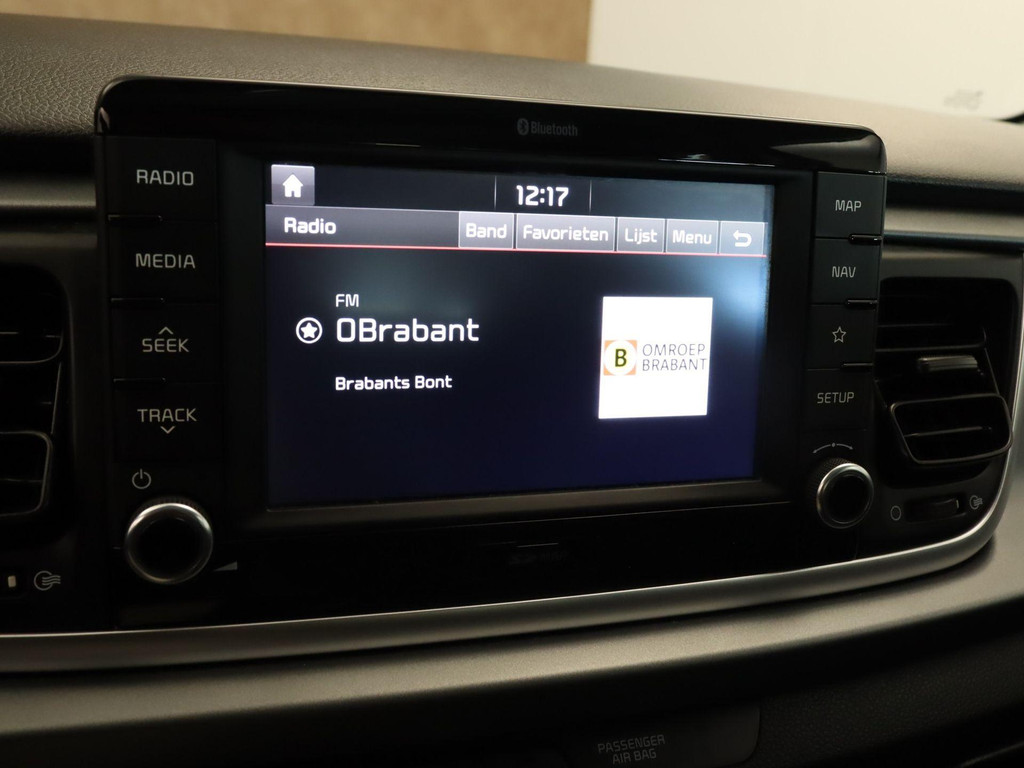 Bluetooth
RADIO
MEDIA
SEEK
TRACK
12:17
Radio
Band
Favorieten
Lijst
Menu
FM
OBrabant
Brabants Bont
B
OMROEP
BRABANT
MAP
NAV
SETUP
PASSENGER
AIR BAG